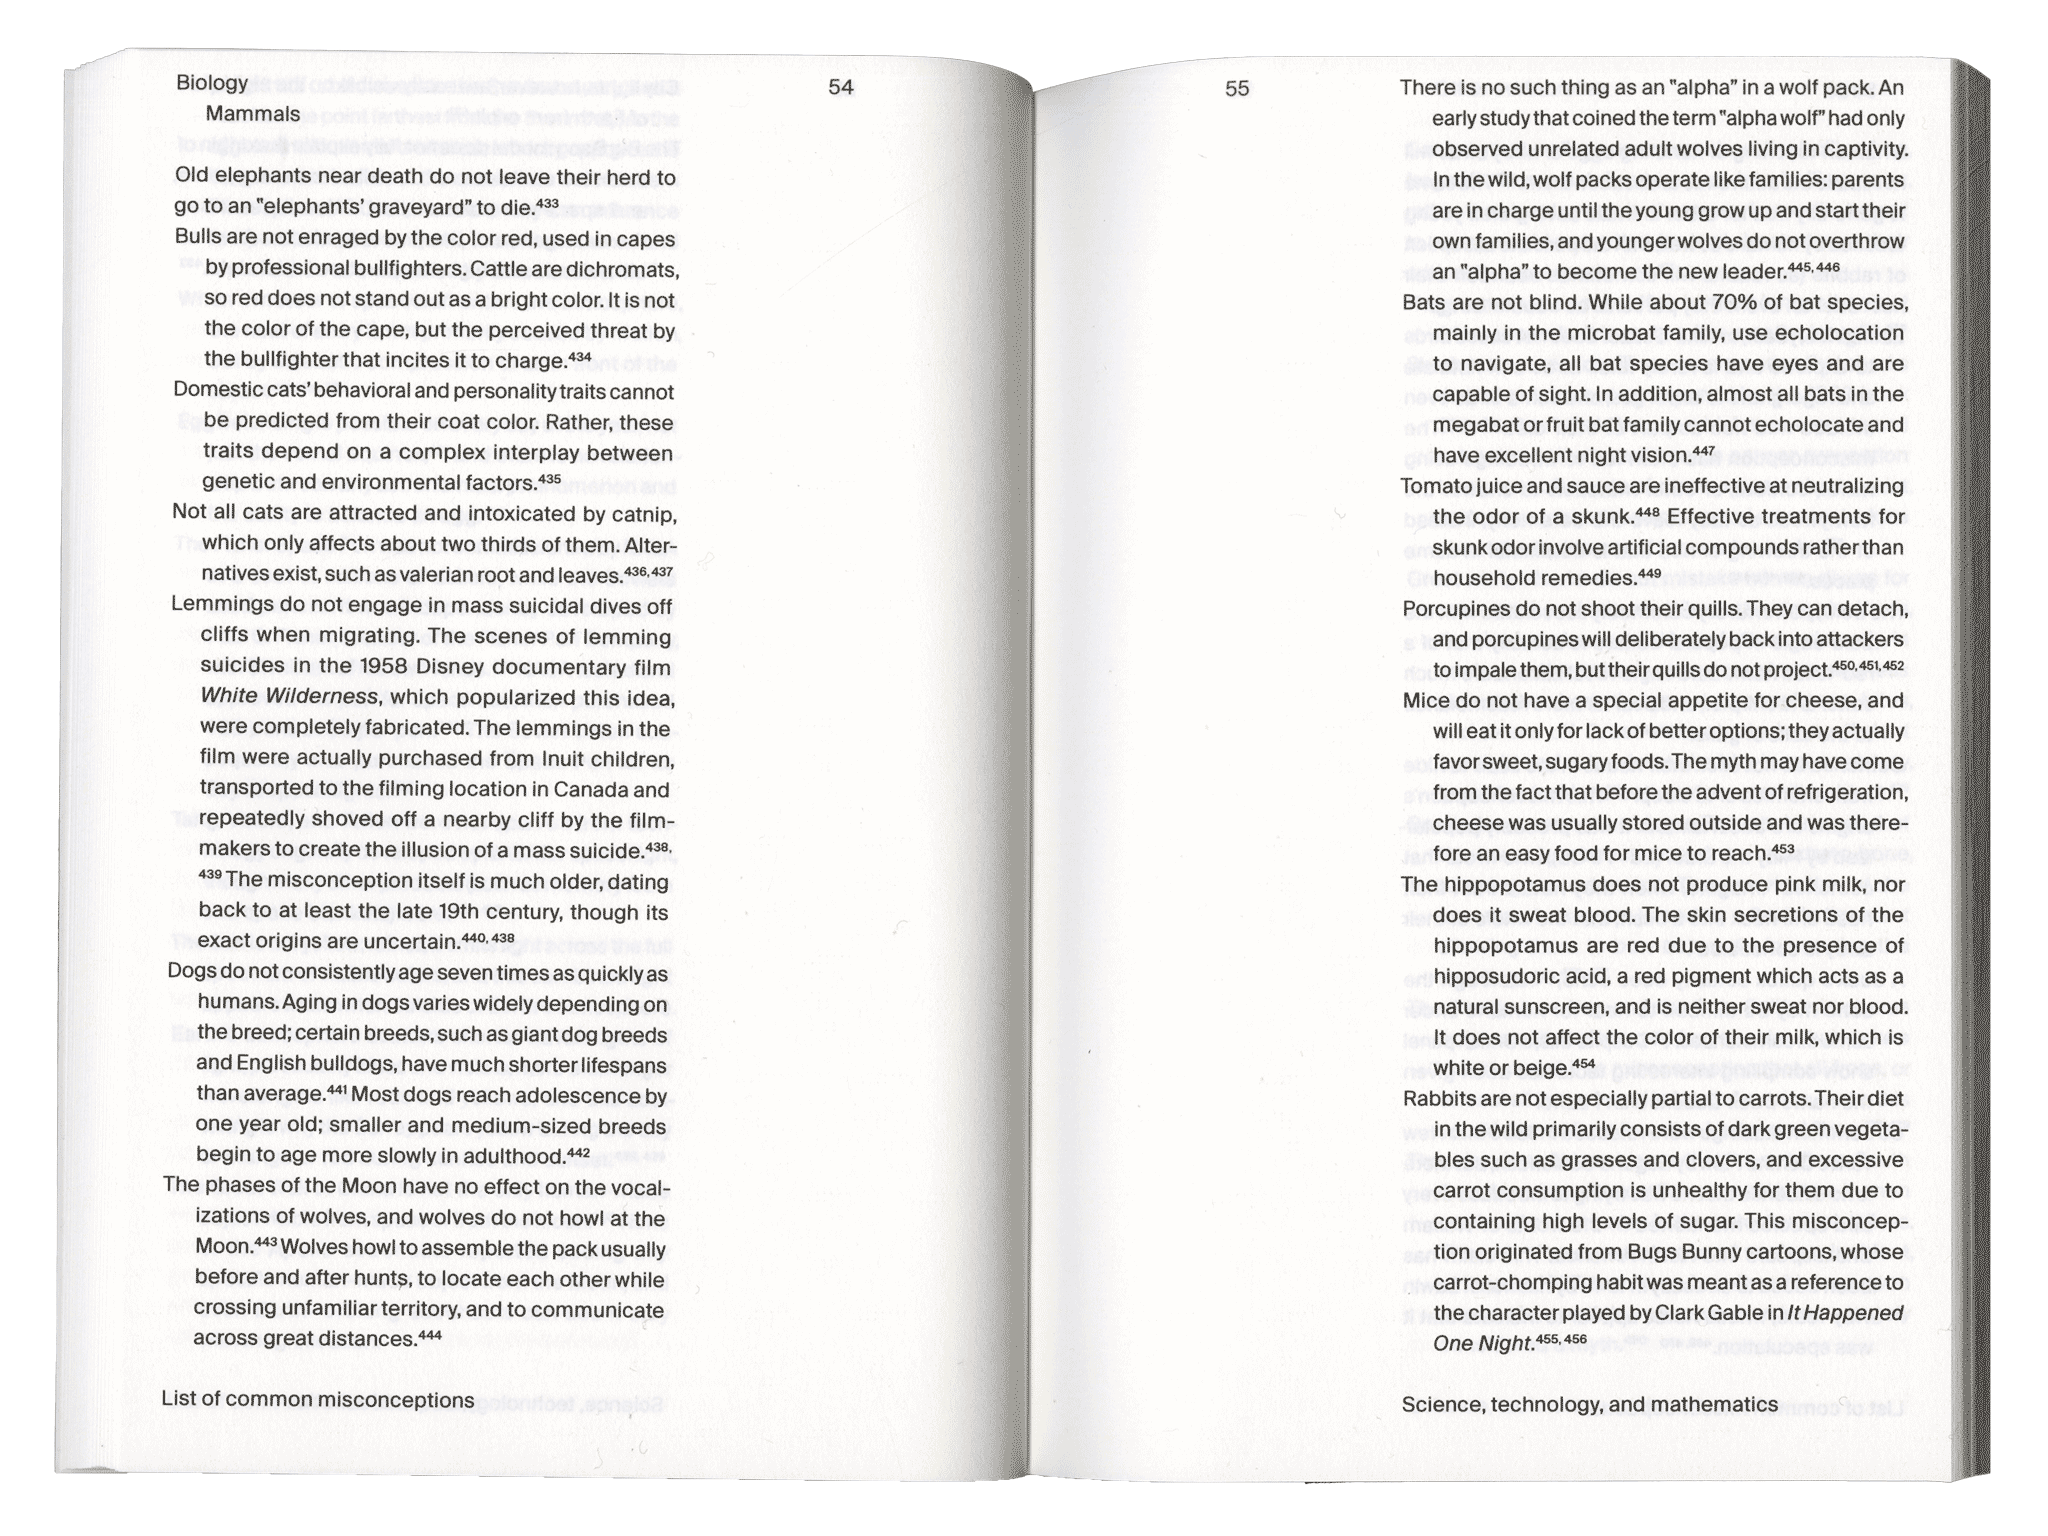 Biology
Mammals
54
Old elephants near death do not leave their herd to
go to an "elephants' graveyard" to die.433
Bulls are not enraged by the color red, used in capes
by professional bullfighters. Cattle are dichromats,
so red does not stand out as a bright color. It is not
the color of the cape, but the perceived threat by
the bullfighter that incites it to charge.434
Domestic cats' behavioral and personality traits cannot
be predicted from their coat color. Rather, these
traits depend on a complex interplay between
genetic and environmental factors.435
Not all cats are attracted and intoxicated by catnip,
which only affects about two thirds of them. Alter-
natives exist, such as valerian root and leaves.436, 437
Lemmings do not engage in mass suicidal dives off
cliffs when migrating. The scenes of lemming
suicides in the 1958 Disney documentary film
White Wilderness, which popularized this idea,
were completely fabricated. The lemmings in the
film were actually purchased from Inuit children,
transported to the filming location in Canada and
repeatedly shoved off a nearby cliff by the film-
makers to create the illusion of a mass suicide.438,
439 The misconception itself is much older, dating
back to at least the late 19th century, though its
exact origins are uncertain.440, 438
Dogs do not consistently age seven times as quickly as
humans. Aging in dogs varies widely depending on
the breed; certain breeds, such as giant dog breeds
and English bulldogs, have much shorter lifespans
than average.441 Most dogs reach adolescence by
one year old; smaller and medium-sized breeds
begin to age more slowly in adulthood.442
The phases of the Moon have no effect on the vocal-
izations of wolves, and wolves do not howl at the
Moon.443 Wolves howl to assemble the pack usually
before and after hunts, to locate each other while
crossing unfamiliar territory, and to communicate
across great distances.444
List of common misconceptions
55
There is no such thing as an "alpha" in a wolf pack. An
early study that coined the term "alpha wolf" had only
observed unrelated adult wolves living in captivity.
In the wild, wolf packs operate like families: parents
are in charge until the young grow up and start their
own families, and younger wolves do not overthrow
an "alpha" to become the new leader.445, 446
Bats are not blind. While about 70% of bat species,
mainly in the microbat family, use echolocation
to navigate, all bat species have eyes and are
capable of sight. In addition, almost all bats in the
megabat or fruit bat family cannot echolocate and
have excellent night vision.447
Tomato juice and sauce are ineffective at neutralizing
the odor of a skunk.448 Effective treatments for
skunk odor involve artificial compounds rather than
household remedies.449
Porcupines do not shoot their quills. They can detach,
and porcupines will deliberately back into attackers
to impale them, but their quills do not project.450, 451, 452
Mice do not have a special appetite for cheese, and
will eat it only for lack of better options; they actually
favor sweet, sugary foods. The myth may have come
from the fact that before the advent of refrigeration,
cheese was usually stored outside and was there-
fore an easy food for mice to reach.453
The hippopotamus does not produce pink milk, nor
does it sweat blood. The skin secretions of the
hippopotamus are red due to the presence of
hipposudoric acid, a red pigment which acts as a
natural sunscreen, and is neither sweat nor blood.
It does not affect the color of their milk, which is
white or beige.454
Rabbits are not especially partial to carrots. Their diet
in the wild primarily consists of dark green vegeta-
bles such as grasses and clovers, and excessive
carrot consumption is unhealthy for them due to
containing high levels of sugar. This misconcep-
tion originated from Bugs Bunny cartoons, whose
carrot-chomping habit was meant as a reference to
the character played by Clark Gable in It Happened
One Night.455, 456
Science, technology, and mathematics